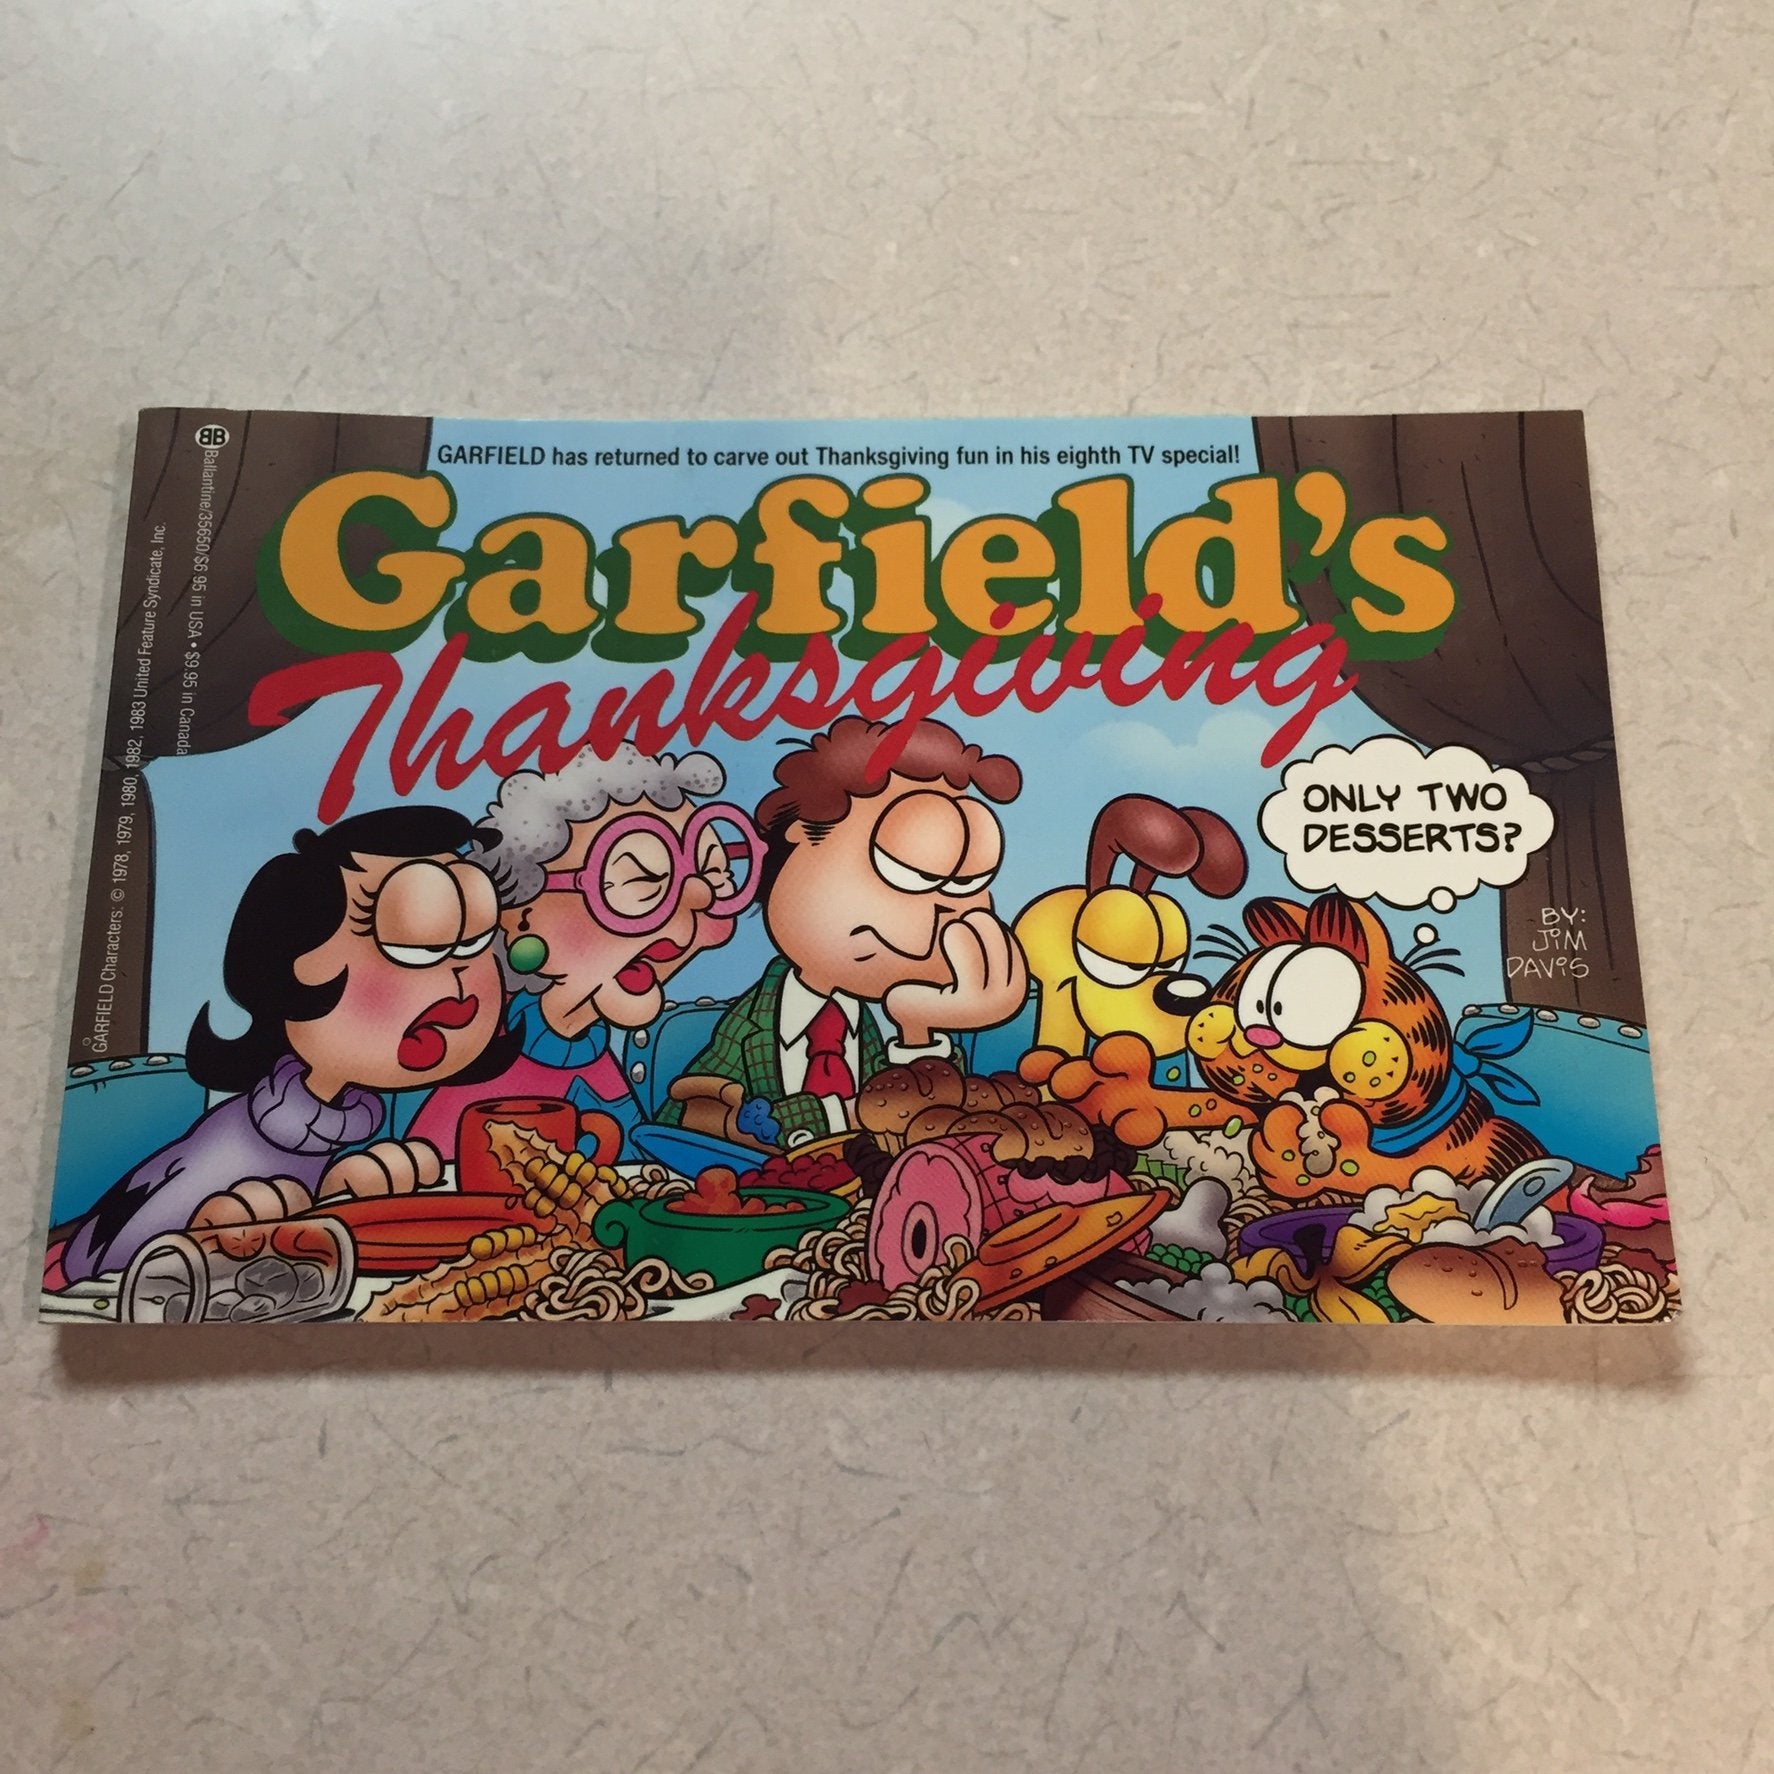 GARFIELD has returned to carve out Thanksgiving fun in his eighth TV special!
Garfield's
Thanksgiving
ONLY TWO
DESSERTS?
BY:
JIM
DAVIS
BB
Ballantine/35650/$6.95 in USA • $9.95 in Canada
GARFIELD Characters: © 1978, 1979, 1980, 1982, 1983 United Feature Syndicate, Inc.